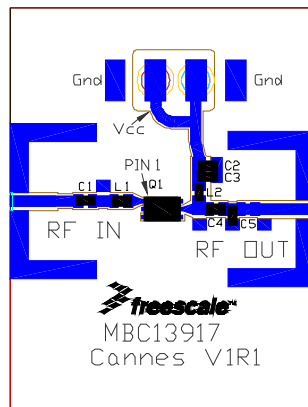 Gnd Gnd
Vcc
PIN 1
Q1
C2
C3
L2
C1 L1
C4 C5
RF IN RF OUT
freescale™
MBC13917
Cannes V1R1